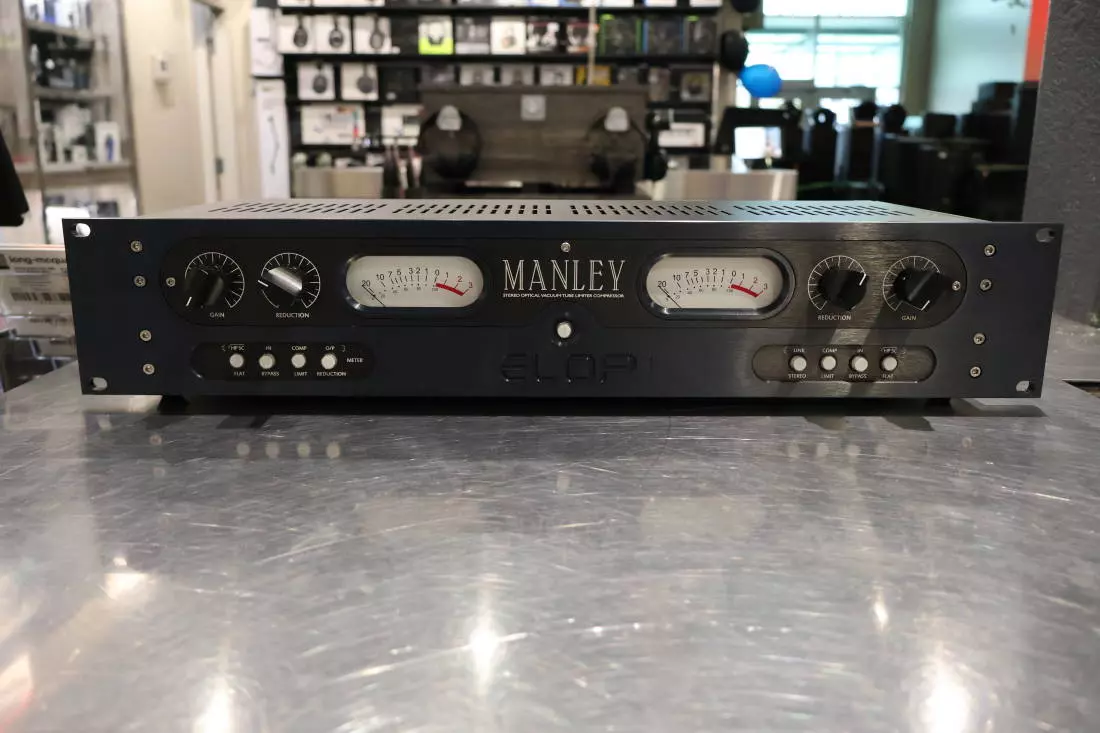 MANLEY
STEREO OPTICAL VACUUM TUBE LIMITER COMPRESSOR
GAIN
REDUCTION
20 10 7 5 3 2 1 0 1 2 3
20 10 7 5 3 2 1 0 1 2 3
REDUCTION
GAIN
HPSC IN COMP O/P
METER
FLAT BYPASS LIMIT REDUCTION
ELOP
LINK COMP IN HPSC
STEREO LIMIT BYPASS FLAT
long-mcqua